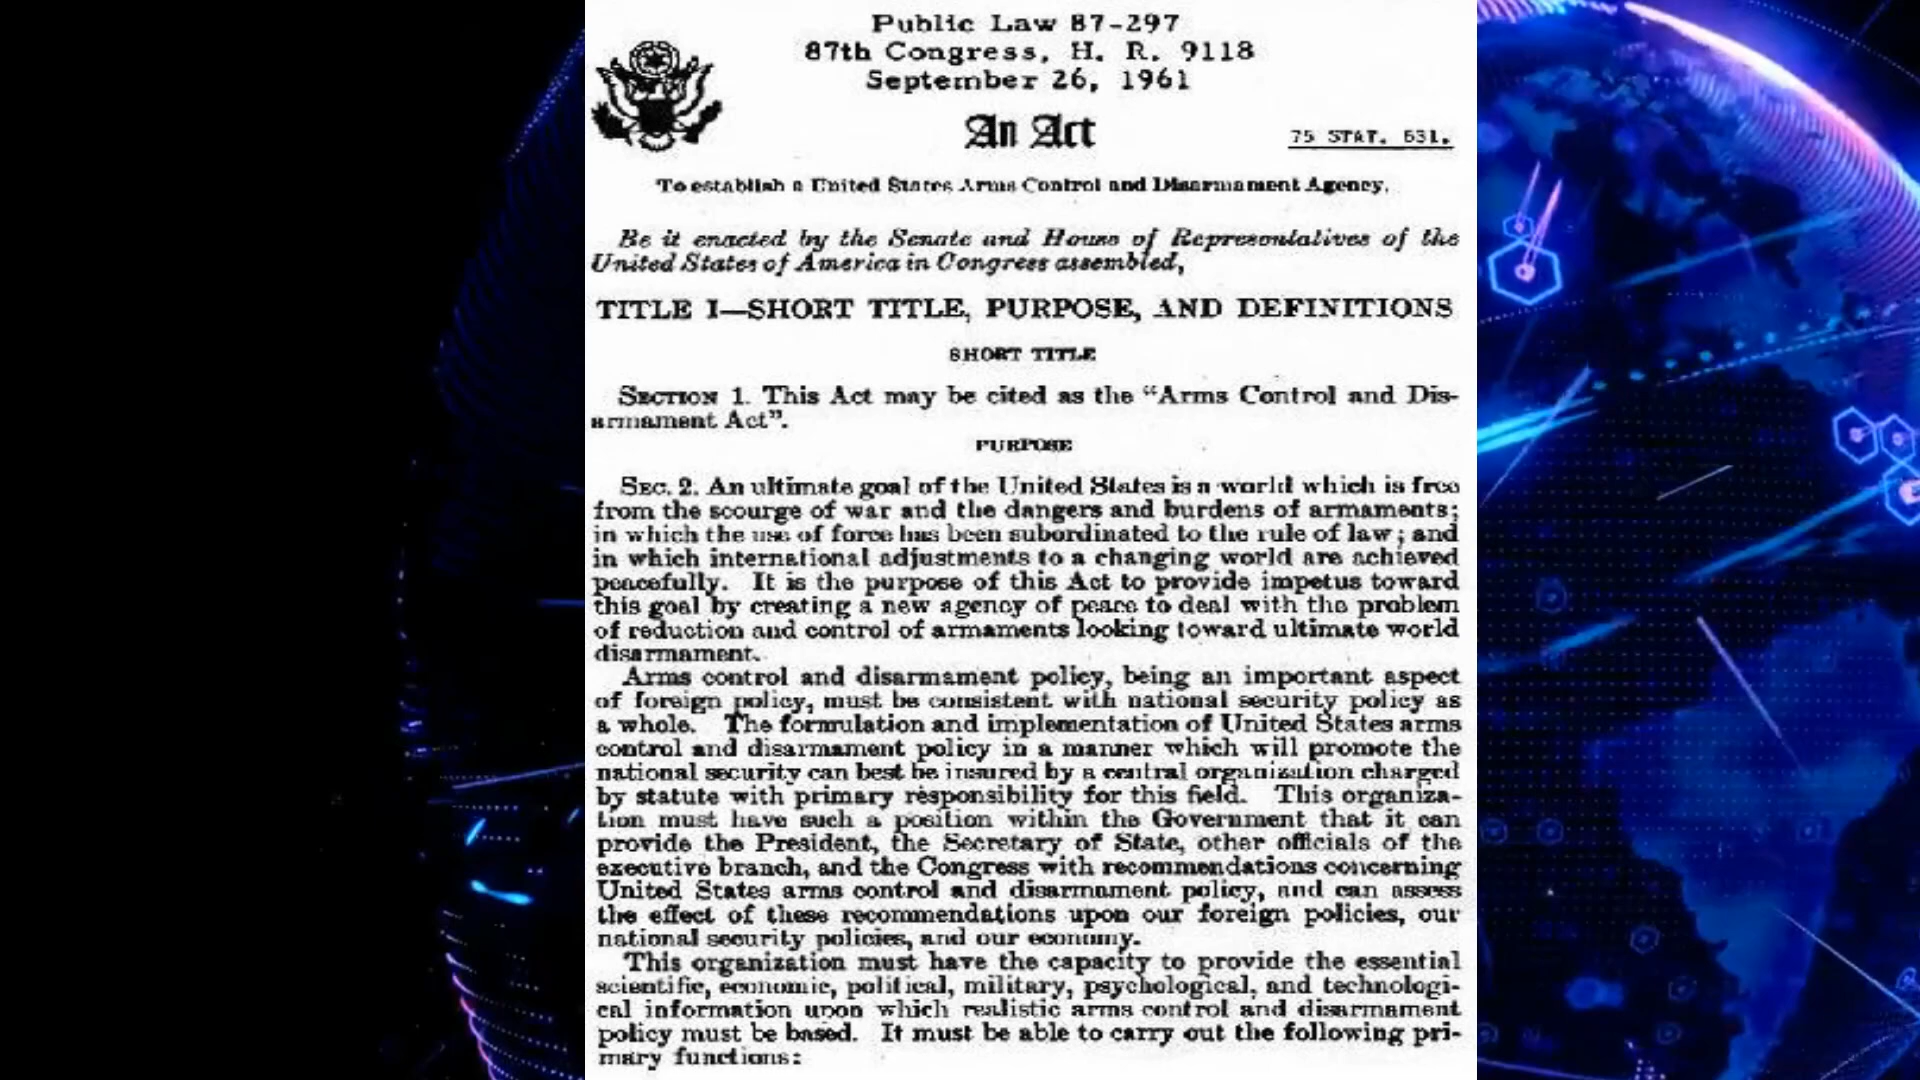 Public Law 87-297
87th Congress, H. R. 9118
September 26, 1961
An Act
75 STAT. 631.
To establish a United States Arms Control and Disarmament Agency.
Be it enacted by the Senate and House of Representatives of the
United States of America in Congress assembled,
TITLE I—SHORT TITLE, PURPOSE, AND DEFINITIONS
SHORT TITLE
SECTION 1. This Act may be cited as the “Arms Control and Dis-
armament Act”.
PURPOSE
SEC. 2. An ultimate goal of the United States is a world which is free
from the scourge of war and the dangers and burdens of armaments;
in which the use of force has been subordinated to the rule of law; and
in which international adjustments to a changing world are achieved
peacefully. It is the purpose of this Act to provide impetus toward
this goal by creating a new agency of peace to deal with the problem
of reduction and control of armaments looking toward ultimate world
disarmament.
Arms control and disarmament policy, being an important aspect
of foreign policy, must be consistent with national security policy as
a whole. The formulation and implementation of United States arms
control and disarmament policy in a manner which will promote the
national security can best be insured by a central organization charged
by statute with primary responsibility for this field. This organiza-
tion must have such a position within the Government that it can
provide the President, the Secretary of State, other officials of the
executive branch, and the Congress with recommendations concerning
United States arms control and disarmament policy, and can assess
the effect of these recommendations upon our foreign policies, our
national security policies, and our economy.
This organization must have the capacity to provide the essential
scientific, economic, political, military, psychological, and technologi-
cal information upon which realistic arms control and disarmament
policy must be based. It must be able to carry out the following pri-
mary functions: